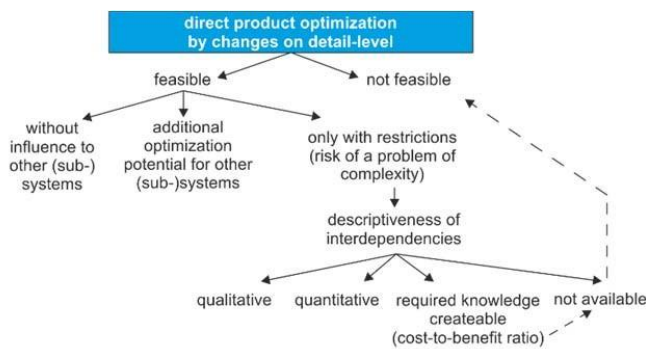 direct product optimization
by changes on detail-level
feasible
not feasible
without
influence to
other (sub-)
systems
additional
optimization
potential for other
(sub-)systems
only with restrictions
(risk of a problem of
complexity)
descriptiveness of
interdependencies
qualitative
quantitative
required knowledge
createable
(cost-to-benefit ratio)
not available